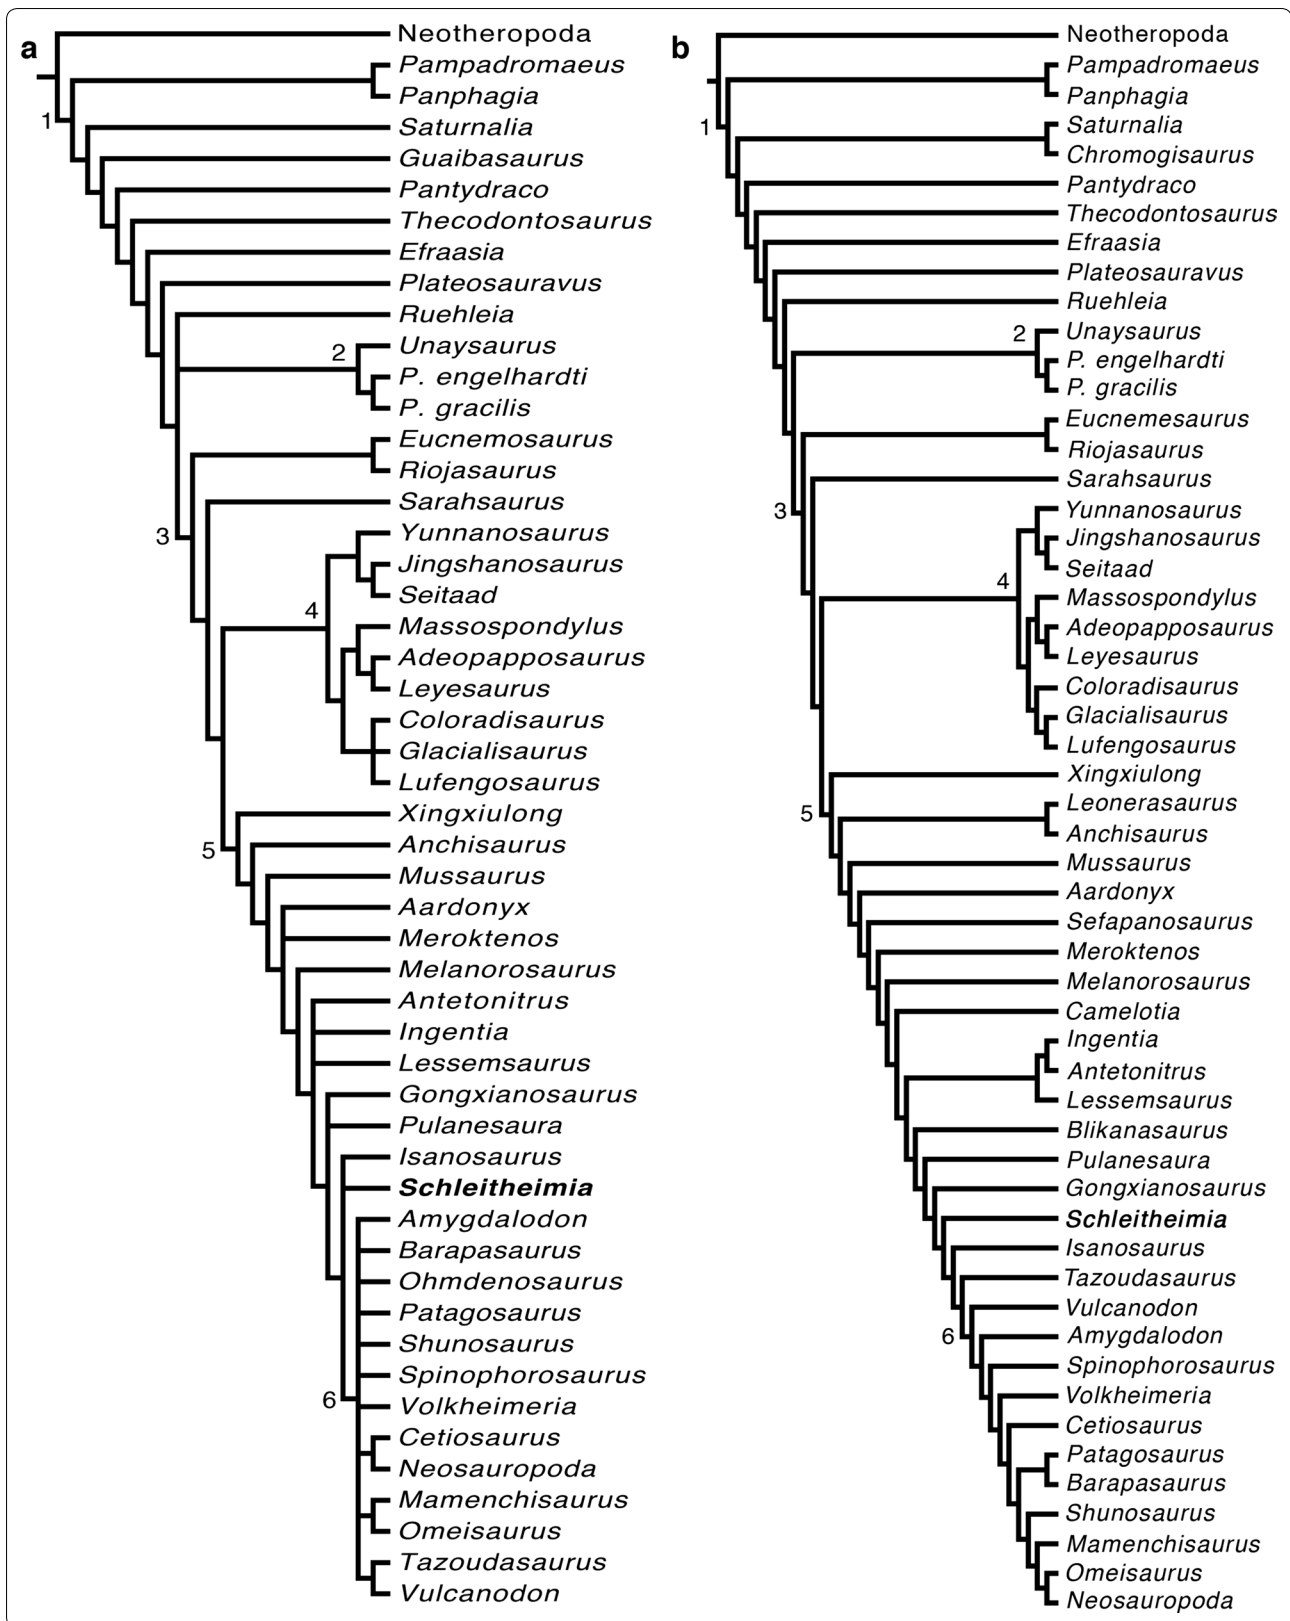 a
Neotheropoda
Pampadromaeus
Panphagia
1
Saturnalia
Guaibasaurus
Pantydraco
Thecodontosaurus
Efraasia
Plateosauravus
Ruehleia
2
Unaysaurus
P. engelhardti
P. gracilis
Eucnemosaurus
Riojasaurus
Sarahsaurus
3
Yunnanosaurus
Jingshanosaurus
Seitaad
4
Massospondylus
Adeopapposaurus
Leyesaurus
Coloradisaurus
Glacialisaurus
Lufengosaurus
Xingxiulong
5
Anchisaurus
Mussaurus
Aardonyx
Meroktenos
Melanorosaurus
Antetonitrus
Ingentia
Lessemsaurus
Gongxianosaurus
Pulanesaura
Isanosaurus
Schleitheimia
Amygdalodon
Barapasaurus
Ohmdenosaurus
Patagosaurus
Shunosaurus
Spinophorosaurus
6
Volkheimeria
Cetiosaurus
Neosauropoda
Mamenchisaurus
Omeisaurus
Tazoudasaurus
Vulcanodon
b
Neotheropoda
Pampadromaeus
Panphagia
1
Saturnalia
Chromogisaurus
Pantydraco
Thecodontosaurus
Efraasia
Plateosauravus
Ruehleia
2
Unaysaurus
P. engelhardti
P. gracilis
Eucnemesaurus
Riojasaurus
Sarahsaurus
3
Yunnanosaurus
Jingshanosaurus
Seitaad
4
Massospondylus
Adeopapposaurus
Leyesaurus
Coloradisaurus
Glacialisaurus
Lufengosaurus
Xingxiulong
5
Leonerasaurus
Anchisaurus
Mussaurus
Aardonyx
Sefapanosaurus
Meroktenos
Melanorosaurus
Camelotia
Ingentia
Antetonitrus
Lessemsaurus
Blikanasaurus
Pulanesaura
Gongxianosaurus
Schleitheimia
Isanosaurus
Tazoudasaurus
Vulcanodon
6
Amygdalodon
Spinophorosaurus
Volkheimeria
Cetiosaurus
Patagosaurus
Barapasaurus
Shunosaurus
Mamenchisaurus
Omeisaurus
Neosauropoda